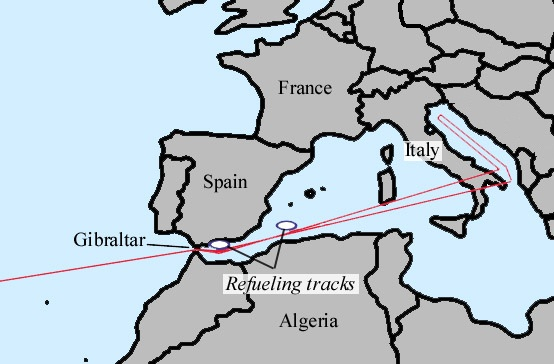 France
Italy
Spain
Gibraltar
Refueling tracks
Algeria